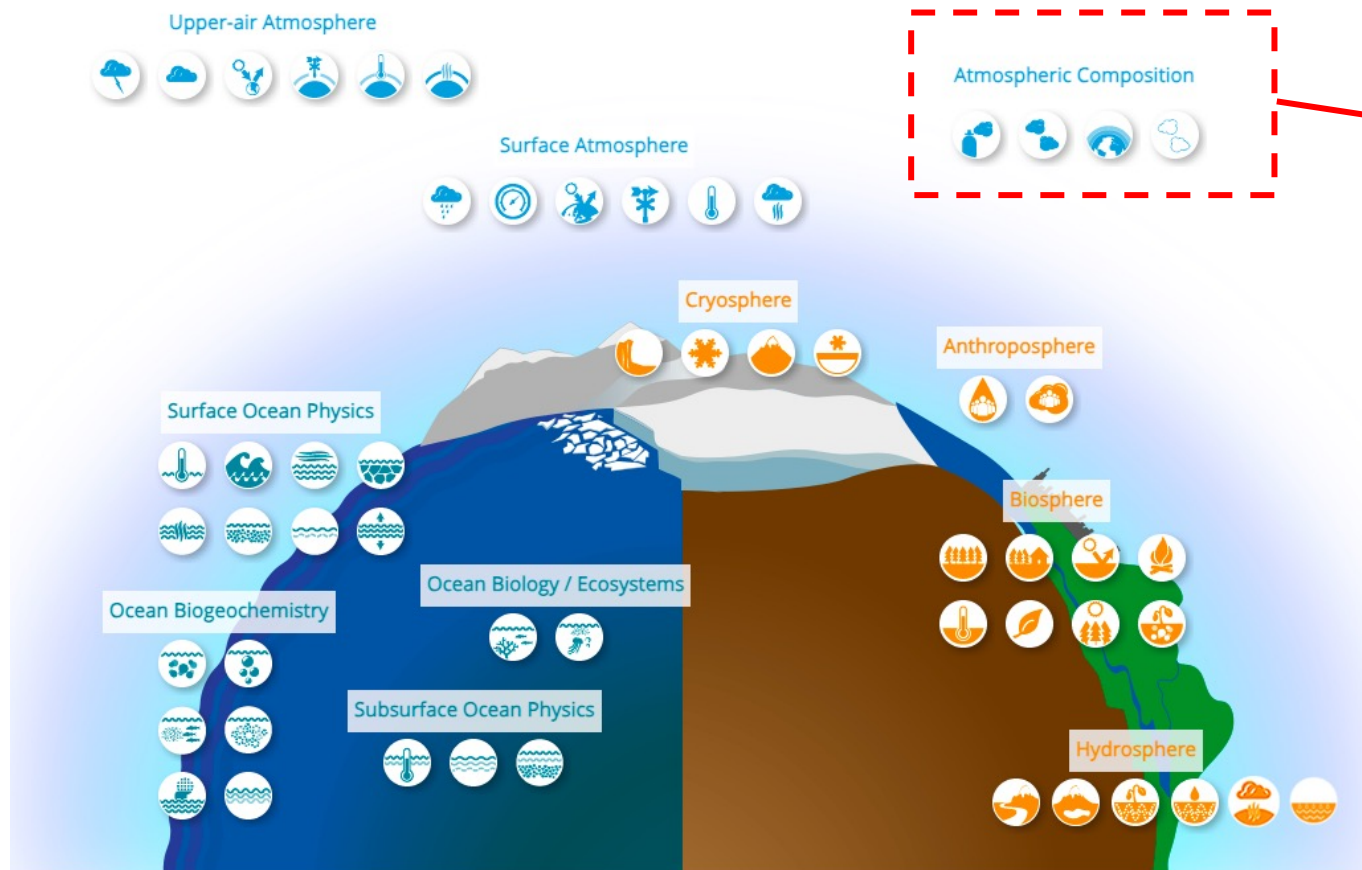 Upper-air Atmosphere
Atmospheric Composition
Surface Atmosphere
Cryosphere
Anthroposphere
Surface Ocean Physics
Biosphere
Ocean Biology / Ecosystems
Ocean Biogeochemistry
Subsurface Ocean Physics
Hydrosphere